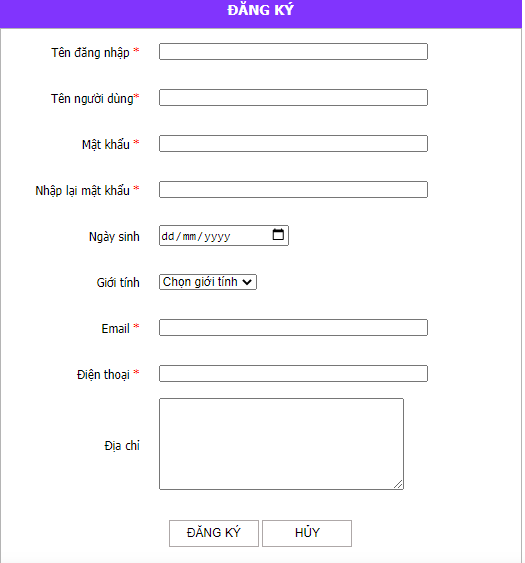 ĐĂNG KÝ
Tên đăng nhập *
Tên người dùng*
Mật khẩu *
Nhập lại mật khẩu *
Ngày sinh dd/mm/yyyy
Giới tính Chọn giới tính
Email *
Điện thoại *
Địa chỉ
ĐĂNG KÝ HỦY